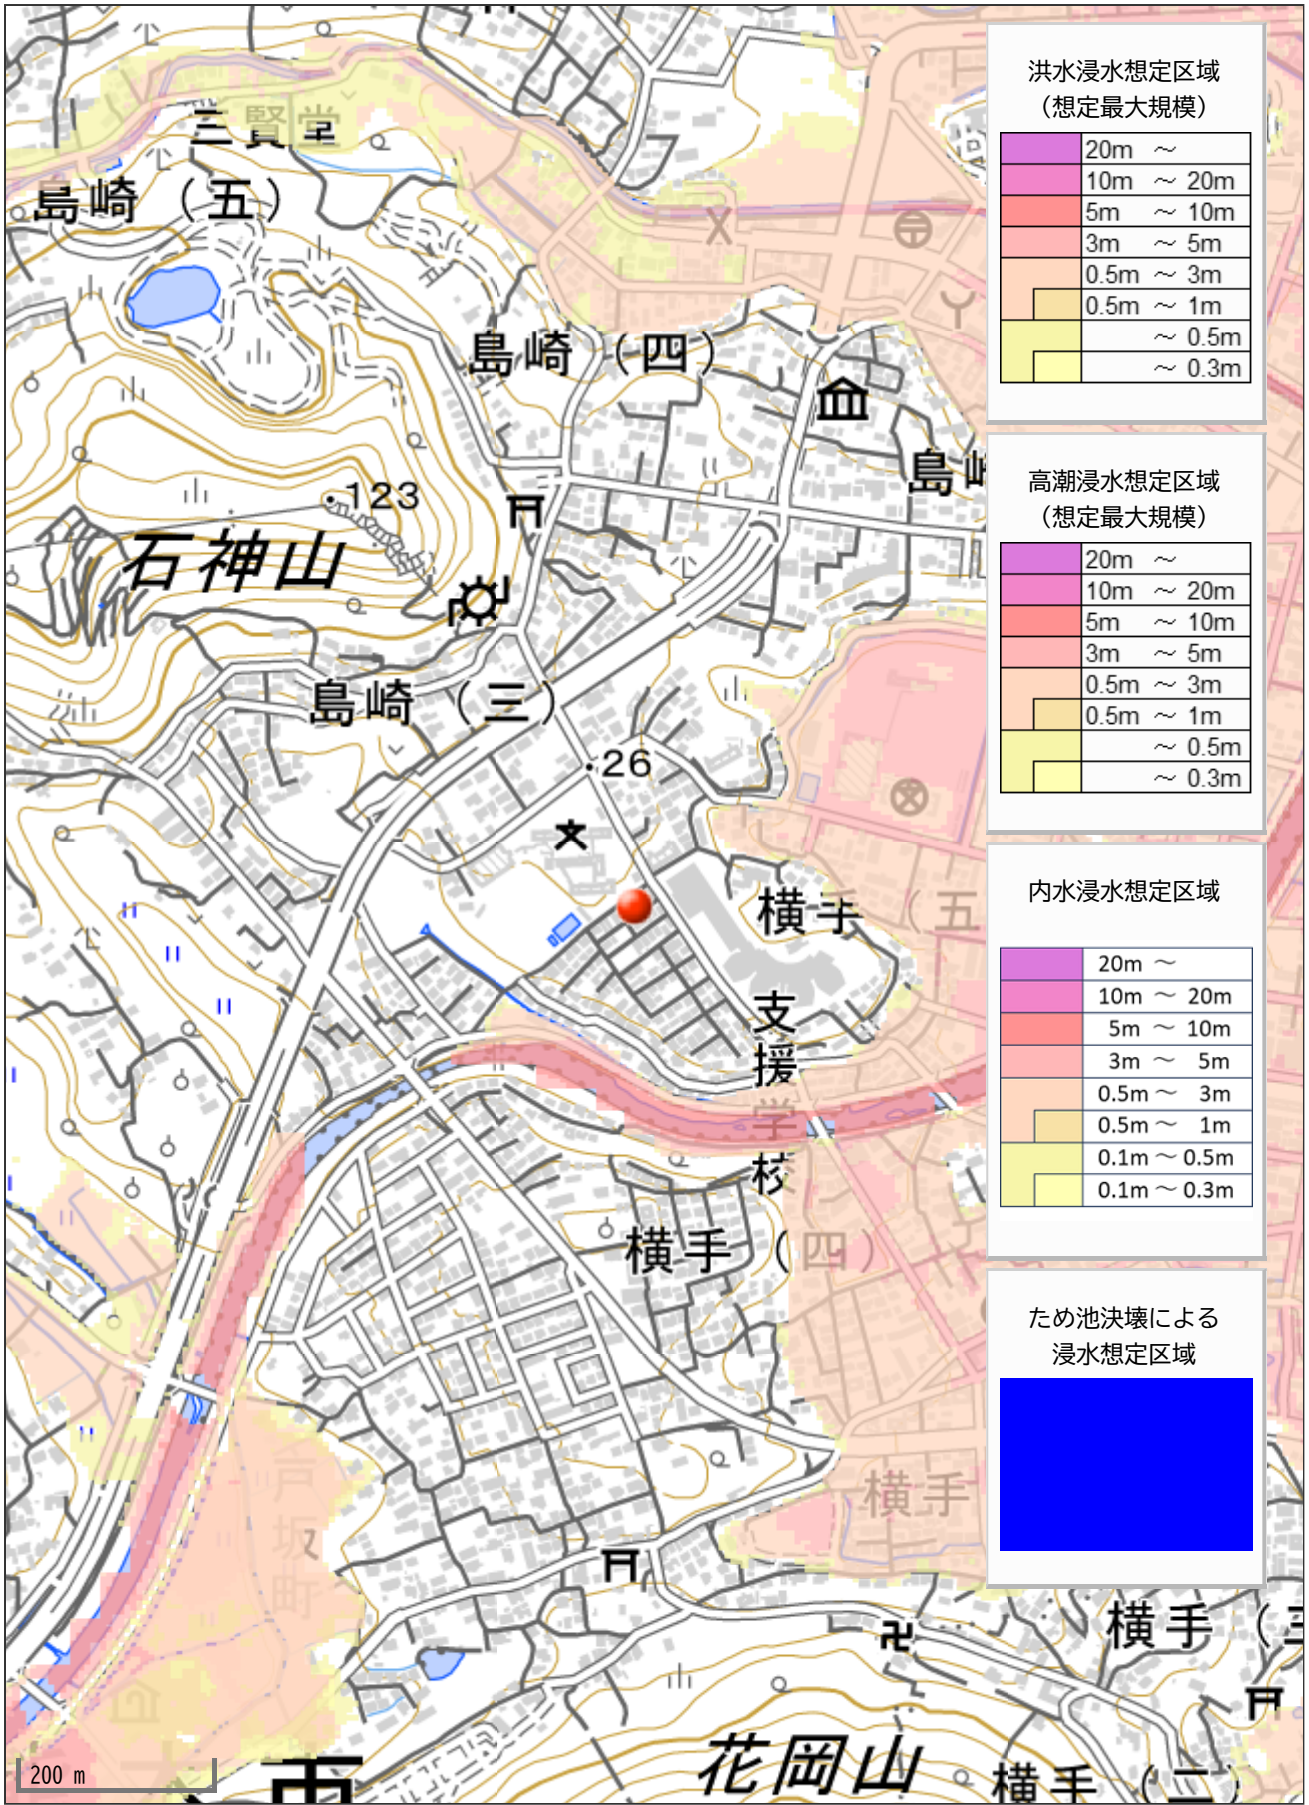 三賢堂
島崎（五）
島崎（四）
島崎
123
石神山
島崎（三）
26
横手（五
支援学校
横手（四）
戸坂町
横手
横手（三
花岡山
横手（二）
市
200 m
洪水浸水想定区域
（想定最大規模）
20m ～
10m ～ 20m
5m ～ 10m
3m ～ 5m
0.5m ～ 3m
0.5m ～ 1m
～ 0.5m
～ 0.3m
高潮浸水想定区域
（想定最大規模）
20m ～
10m ～ 20m
5m ～ 10m
3m ～ 5m
0.5m ～ 3m
0.5m ～ 1m
～ 0.5m
～ 0.3m
内水浸水想定区域
20m ～
10m ～ 20m
5m ～ 10m
3m ～ 5m
0.5m ～ 3m
0.5m ～ 1m
0.1m ～ 0.5m
0.1m ～ 0.3m
ため池決壊による
浸水想定区域